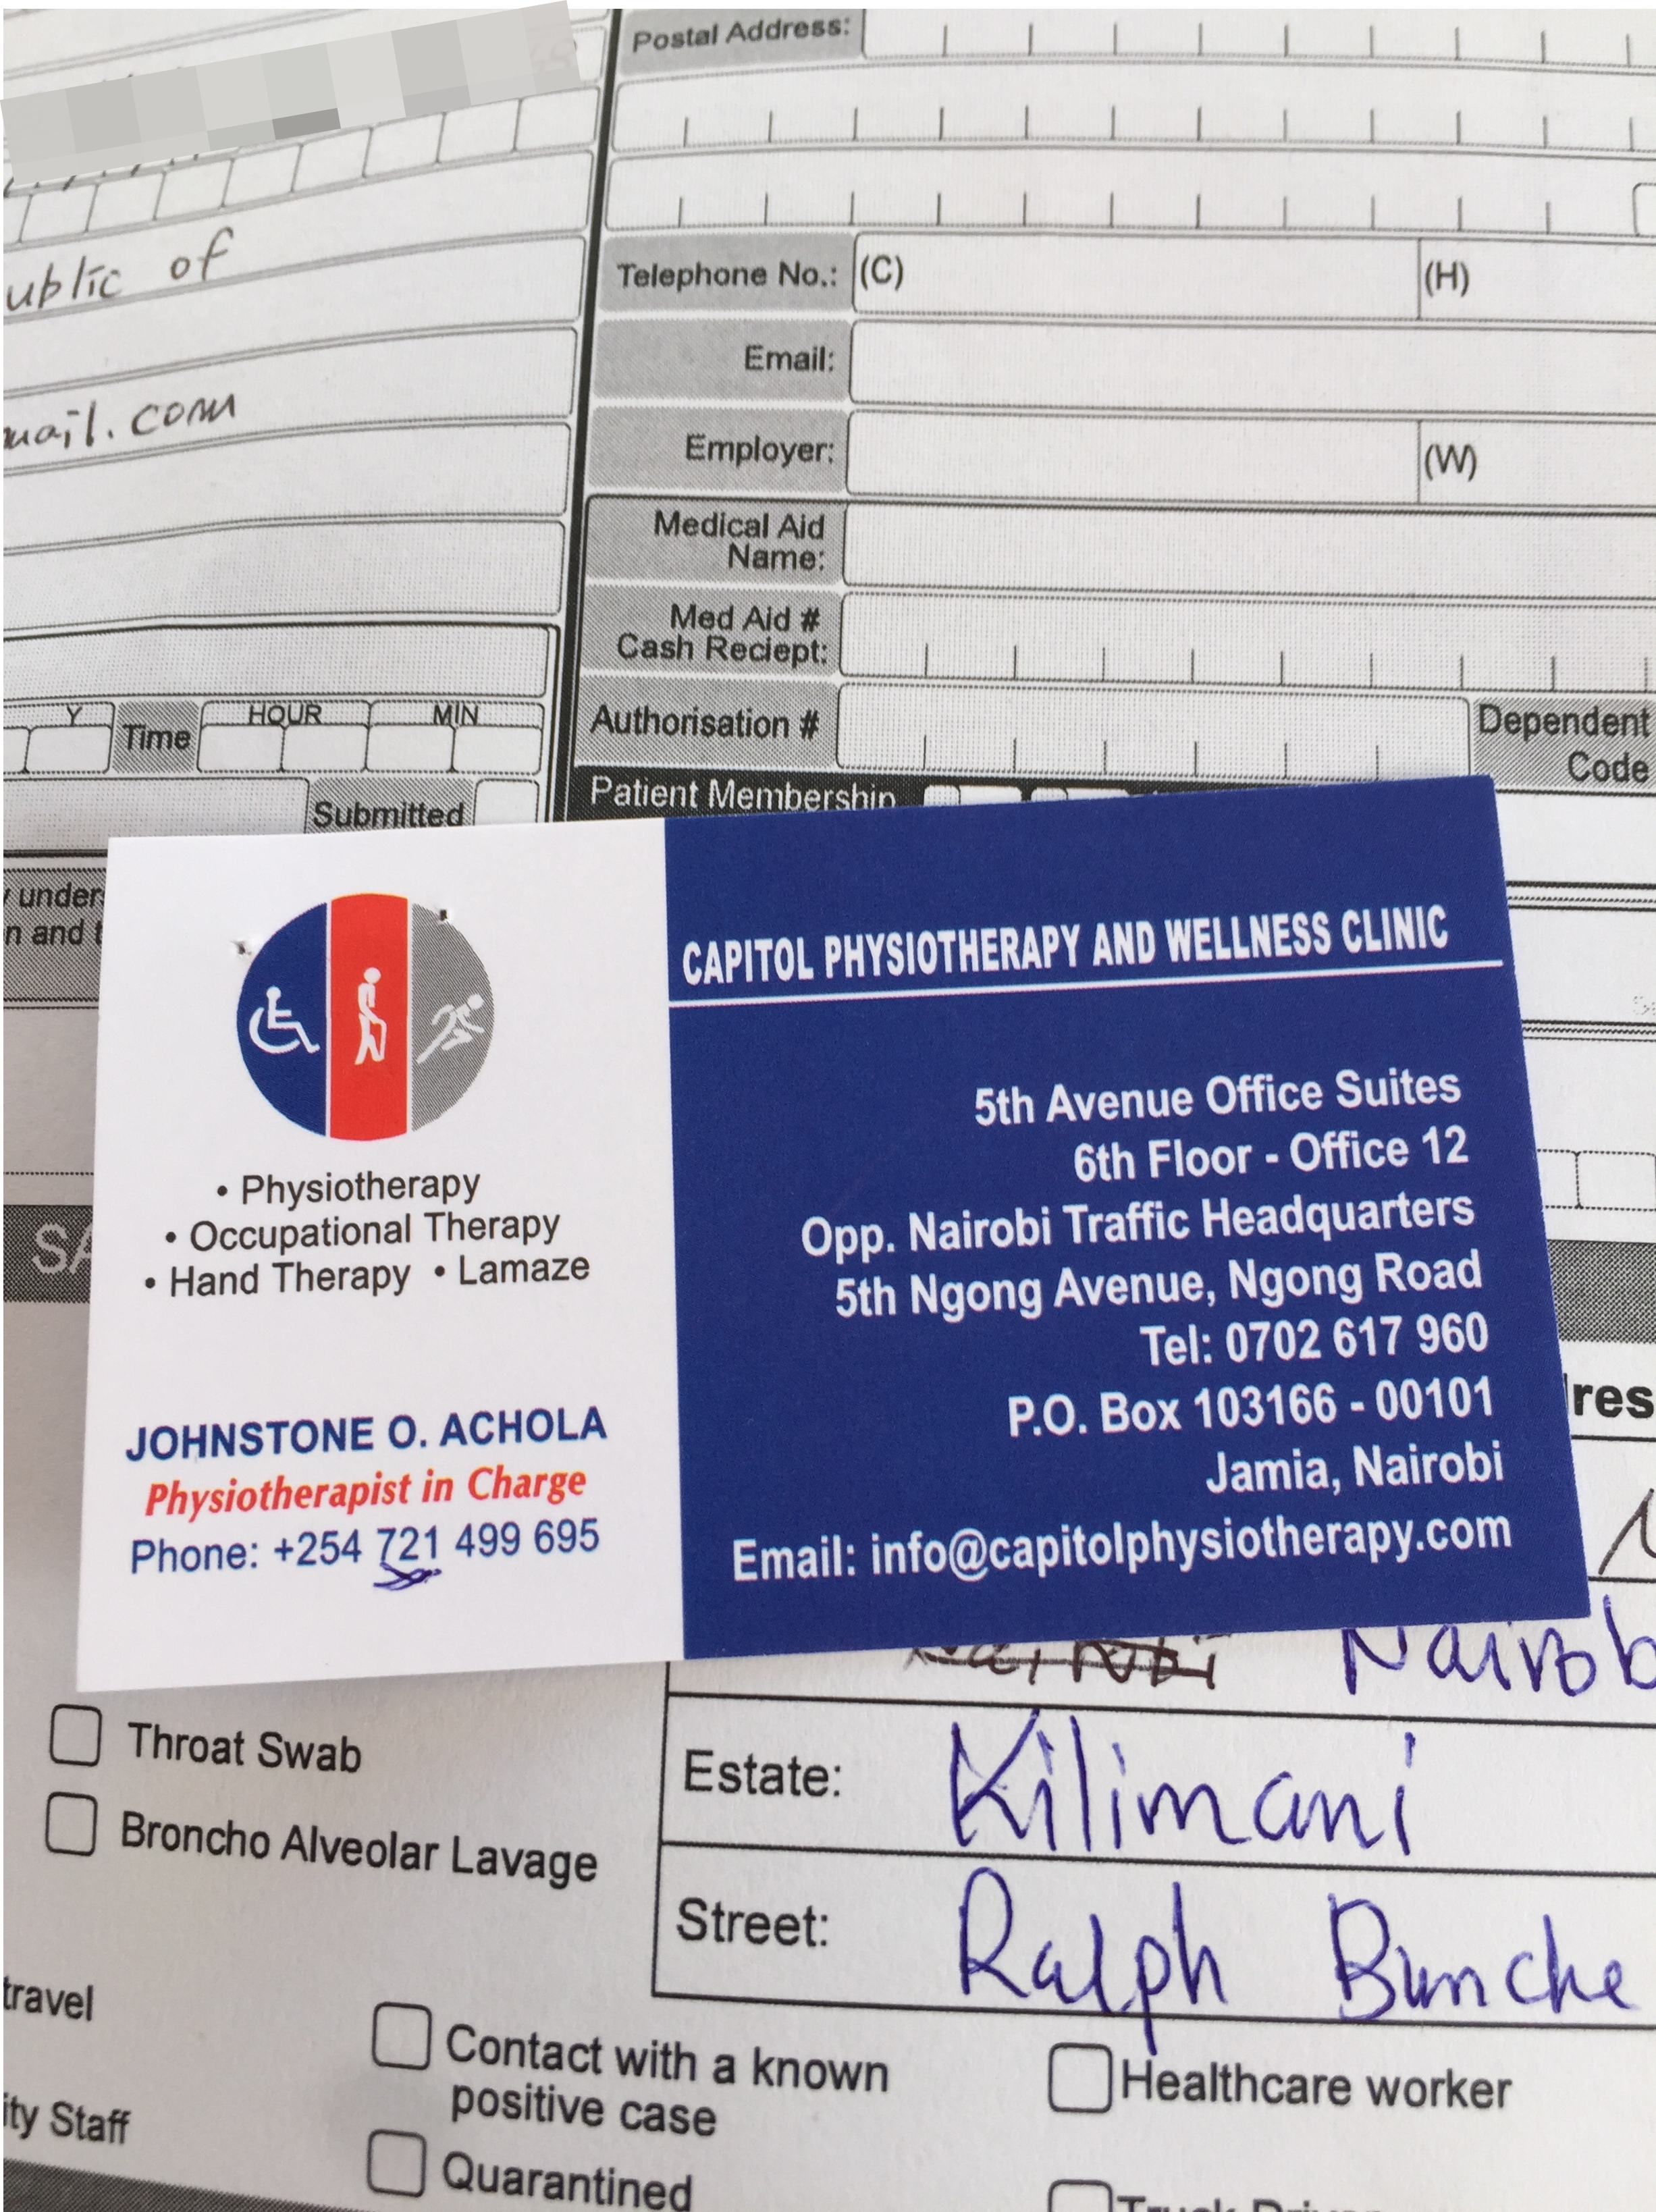 Postal Address:
ublic of
Telephone No.: (C) (H)
Email:
mail.com
Employer: (W)
Medical Aid
Name:
Med Aid #
Cash Reciept:
Y Time HOUR MIN
Authorisation # Dependent
Code
Submitted
Patient Membership
under
n and t
CAPITOL PHYSIOTHERAPY AND WELLNESS CLINIC
5th Avenue Office Suites
6th Floor - Office 12
Opp. Nairobi Traffic Headquarters
5th Ngong Avenue, Ngong Road
Tel: 0702 617 960
P.O. Box 103166 - 00101
Jamia, Nairobi
Email: info@capitolphysiotherapy.com
• Physiotherapy
• Occupational Therapy
• Hand Therapy • Lamaze
JOHNSTONE O. ACHOLA
Physiotherapist in Charge
Phone: +254 721 499 695
SA
res
Nairobi Nairob
Throat Swab
Broncho Alveolar Lavage
Estate: Kilimani
Street: Ralph Bunche
travel
ity Staff
Contact with a known
positive case
Healthcare worker
Quarantined